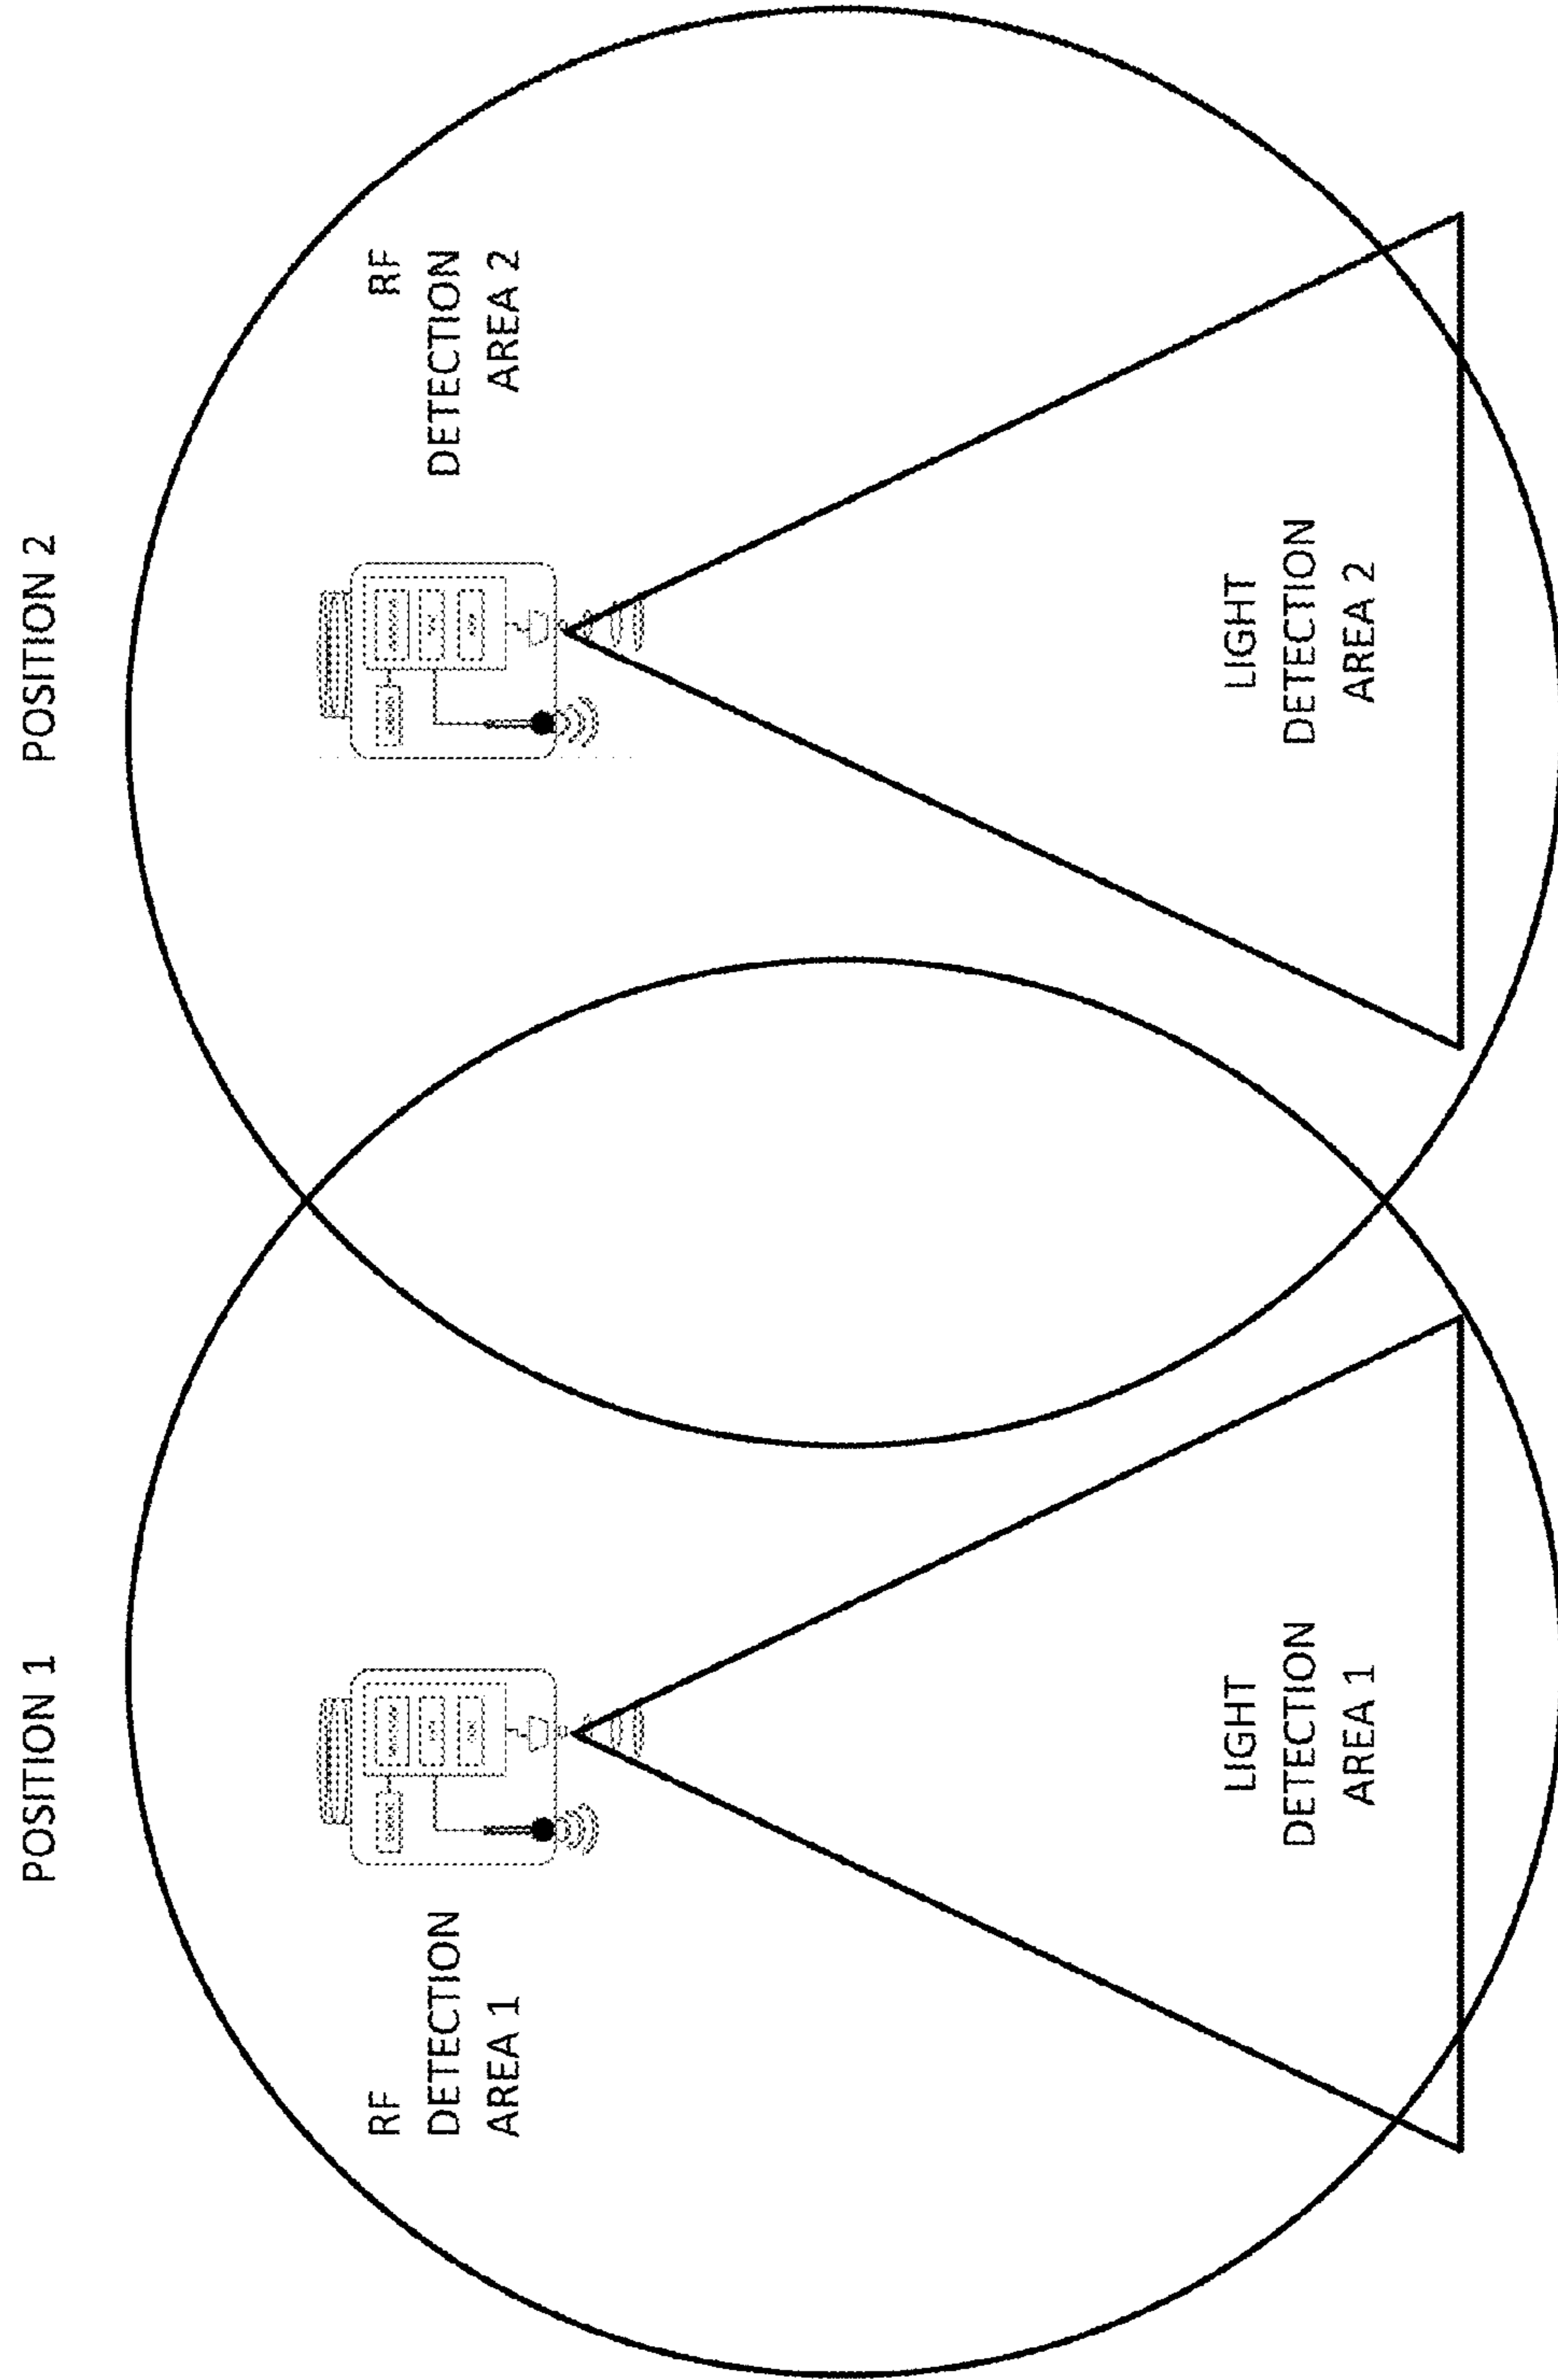 POSITION 1
POSITION 2
RF
DETECTION
AREA 1
RF
DETECTION
AREA 2
LIGHT
DETECTION
AREA 1
LIGHT
DETECTION
AREA 2